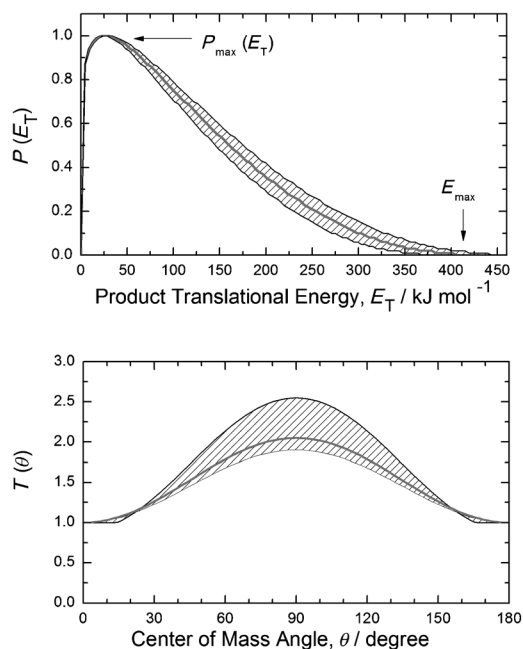 1.0
0.8
0.6
0.4
0.2
0.0
P (E_T)
P_max (E_T)
E_max
0 50 100 150 200 250 300 350 400 450
Product Translational Energy, E_T / kJ mol⁻¹
3.0
2.5
2.0
1.5
1.0
0.5
0.0
T (θ)
0 30 60 90 120 150 180
Center of Mass Angle, θ / degree